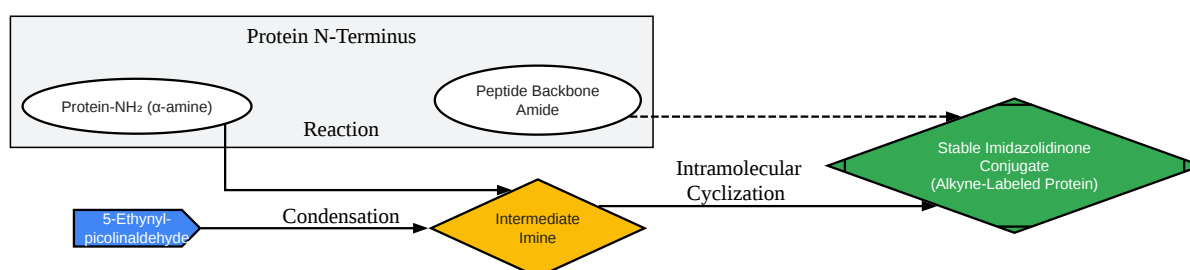 Protein N-Terminus
Protein-NH₂ (α-amine)
Peptide Backbone
Amide
Reaction
Stable Imidazolidinone
Conjugate
(Alkyne-Labeled Protein)
Intramolecular
Cyclization
5-Ethynyl-
picolinaldehyde
Condensation
Intermediate
Imine